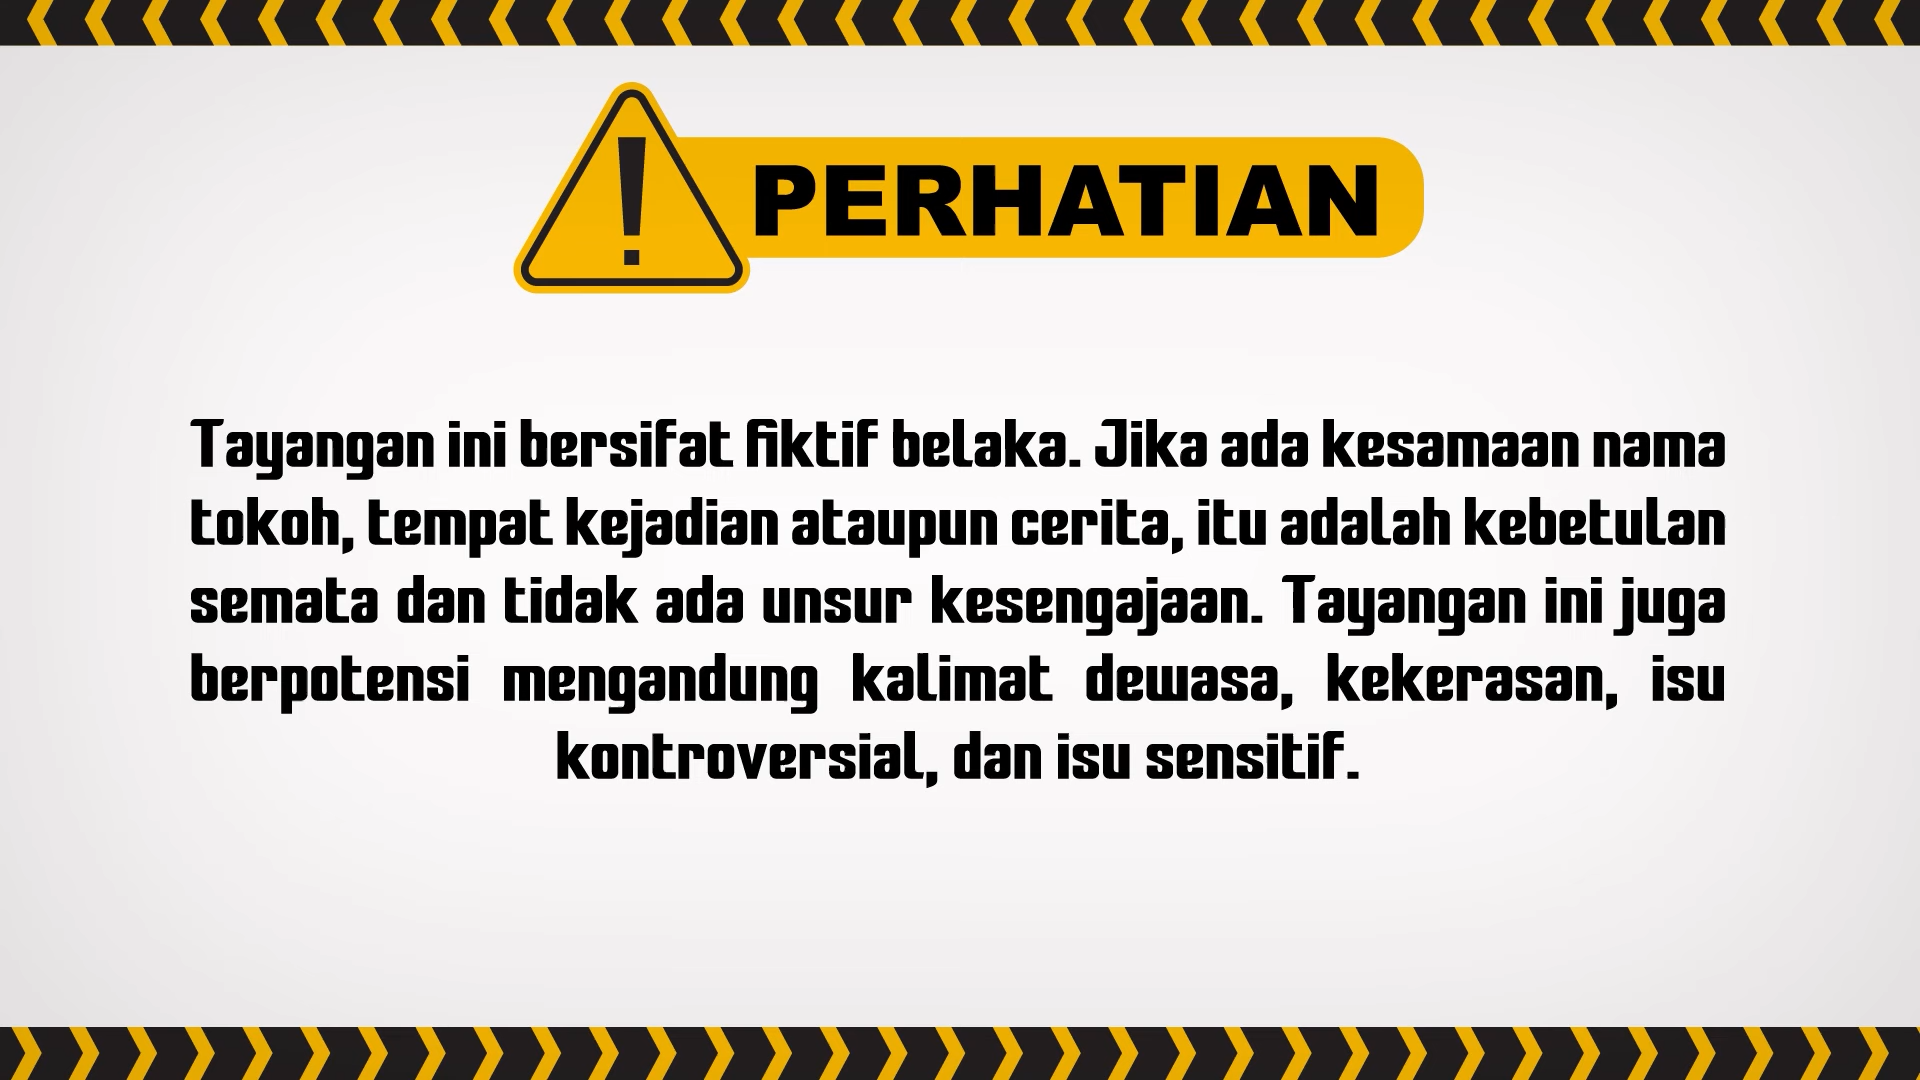 PERHATIAN
Tayangan ini bersifat fiktif belaka. Jika ada kesamaan nama
tokoh, tempat kejadian ataupun cerita, itu adalah kebetulan
semata dan tidak ada unsur kesengajaan. Tayangan ini juga
berpotensi mengandung kalimat dewasa, kekerasan, isu
kontroversial, dan isu sensitif.